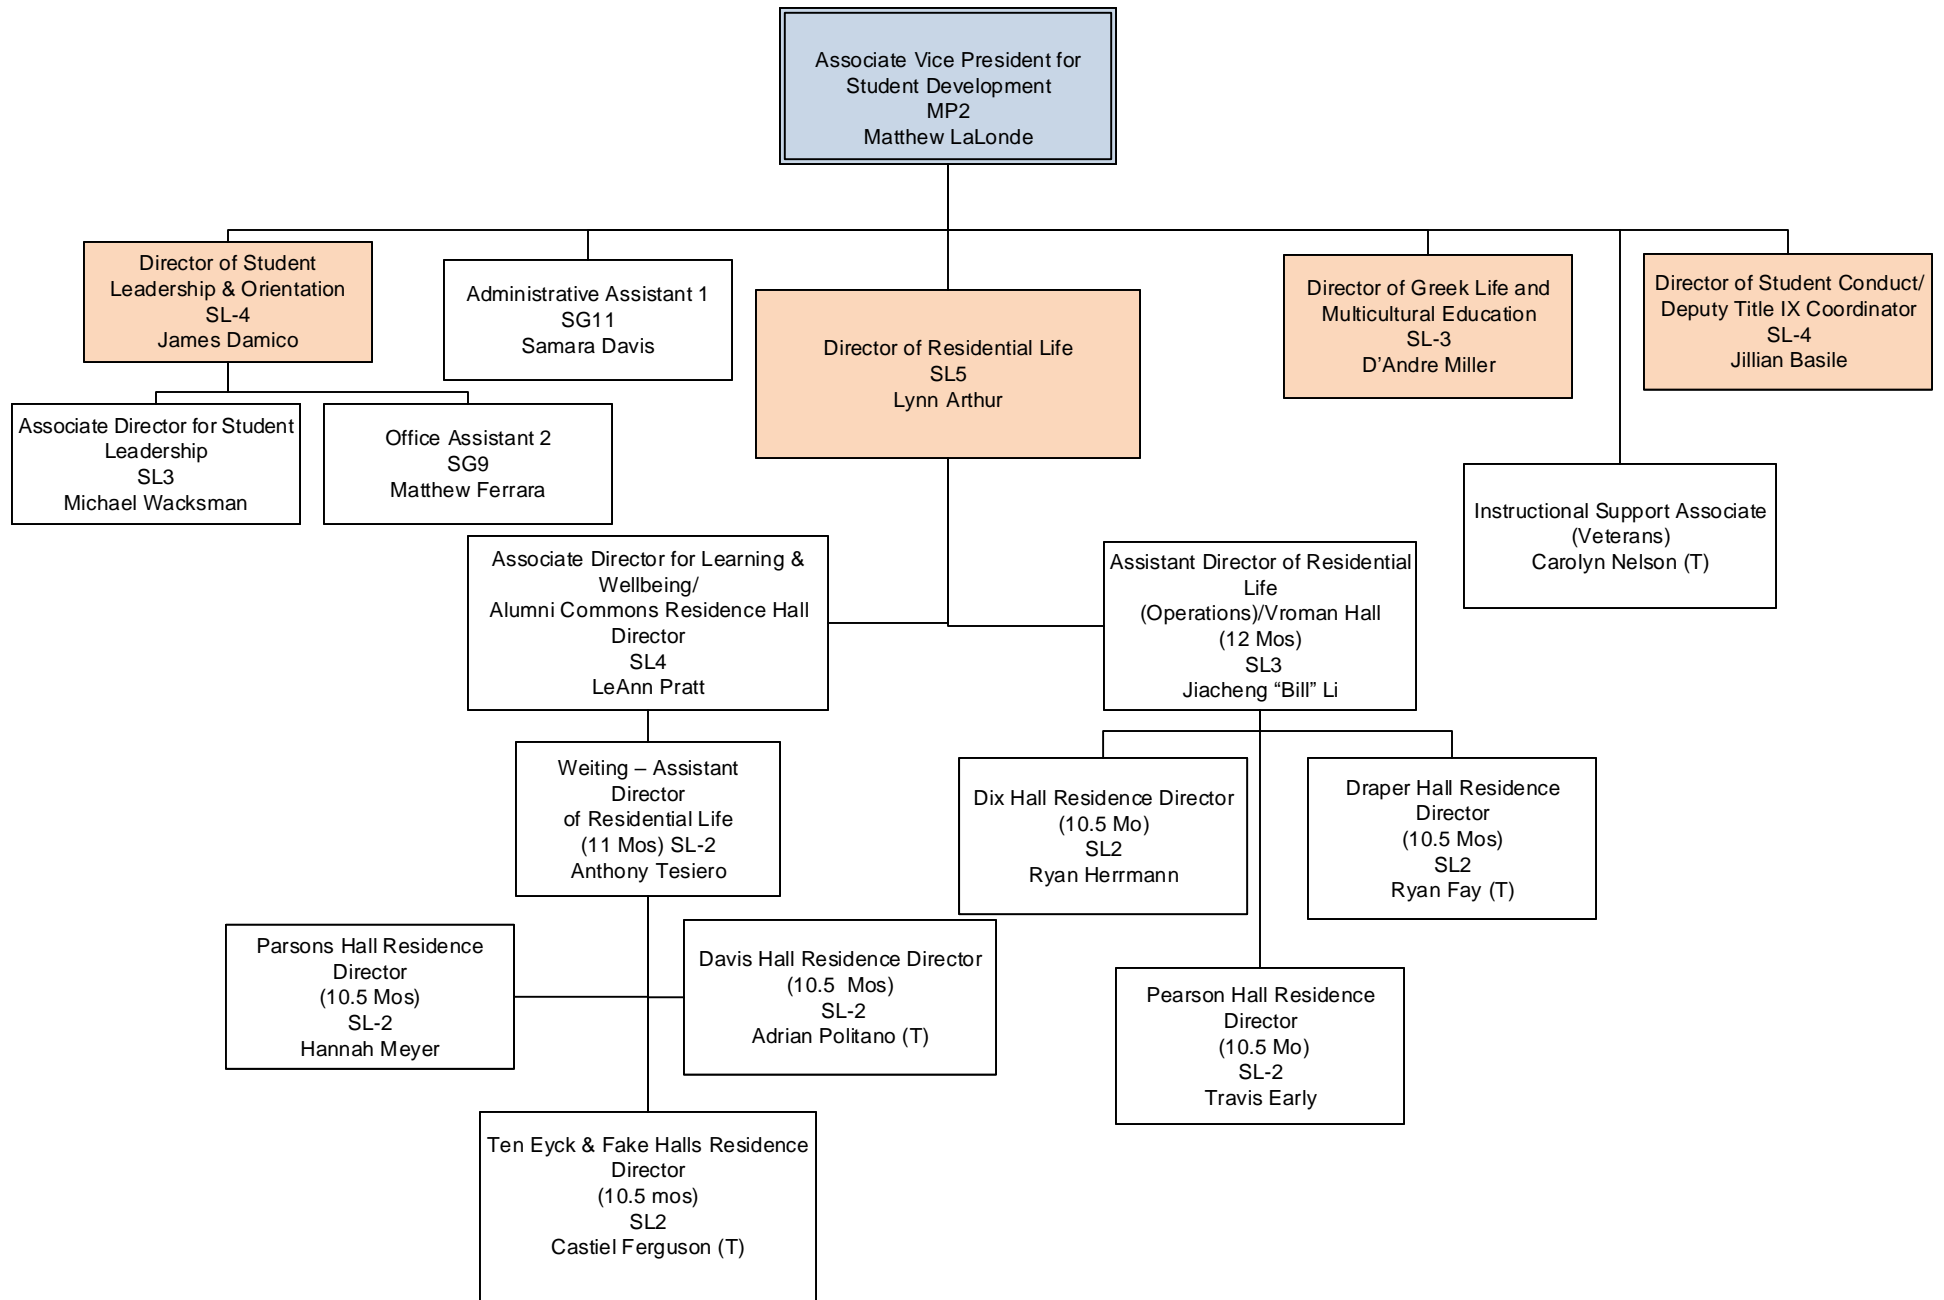 Associate Vice President for
Student Development
MP2
Matthew LaLonde
Director of Student
Leadership & Orientation
SL-4
James Damico
Administrative Assistant 1
SG11
Samara Davis
Director of Residential Life
SL5
Lynn Arthur
Director of Greek Life and
Multicultural Education
SL-3
D’Andre Miller
Director of Student Conduct/
Deputy Title IX Coordinator
SL-4
Jillian Basile
Associate Director for Student
Leadership
SL3
Michael Wacksman
Office Assistant 2
SG9
Matthew Ferrara
Instructional Support Associate
(Veterans)
Carolyn Nelson (T)
Associate Director for Learning &
Wellbeing/
Alumni Commons Residence Hall
Director
SL4
LeAnn Pratt
Assistant Director of Residential
Life
(Operations)/Vroman Hall
(12 Mos)
SL3
Jiacheng “Bill” Li
Weiting – Assistant
Director
of Residential Life
(11 Mos) SL-2
Anthony Tesiero
Dix Hall Residence Director
(10.5 Mo)
SL2
Ryan Herrmann
Draper Hall Residence
Director
(10.5 Mos)
SL2
Ryan Fay (T)
Parsons Hall Residence
Director
(10.5 Mos)
SL-2
Hannah Meyer
Davis Hall Residence Director
(10.5  Mos)
SL-2
Adrian Politano (T)
Pearson Hall Residence
Director
(10.5 Mo)
SL-2
Travis Early
Ten Eyck & Fake Halls Residence
Director
(10.5 mos)
SL2
Castiel Ferguson (T)